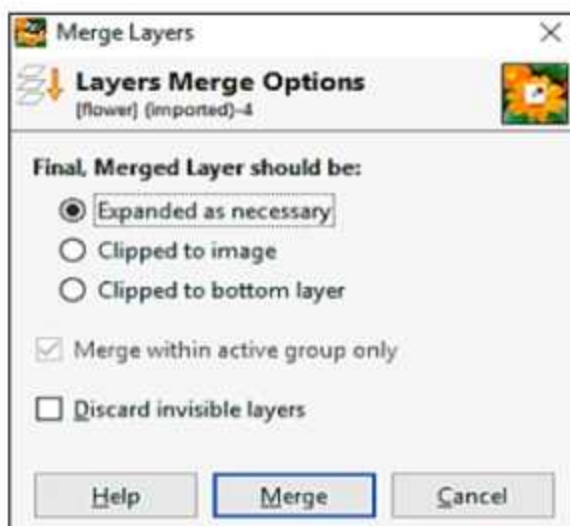 Merge Layers
Layers Merge Options
[flower] (imported)-4
Final, Merged Layer should be:
Expanded as necessary
Clipped to image
Clipped to bottom layer
Merge within active group only
Discard invisible layers
Help Merge Cancel